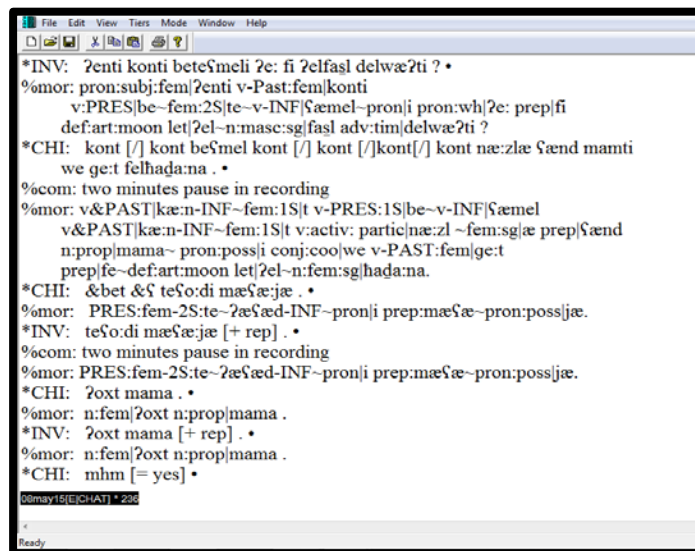 File Edit View Tiers Mode Window Help
*INV: ʔenti konti beteʕmeli ʔe: fi ʔelfaṣl delwæʔti ? •
%mor: pron:subj:fem|ʔenti v-Past:fem|konti
v:PRES|be~fem:2S|te~v-INF|ʕæmel~pron|i pron:wh|ʔe: prep|fi
def:art:moon let|ʔel~n:masc:sg|faṣl adv:tim|delwæʔti ?
*CHI: kont [/] kont beʕmel kont [/] kont [/]kont[/] kont næ:zlæ ʕænd mamti
we ge:t felħaḍa:na . •
%com: two minutes pause in recording
%mor: v&PAST|kæ:n-INF~fem:1S|t v-PRES:1S|be~v-INF|ʕæmel
v&PAST|kæ:n-INF~fem:1S|t v:activ: partic|næ:zl ~fem:sg|æ prep|ʕænd
n:prop|mama~ pron:poss|i conj:coo|we v-PAST:fem|ge:t
prep|fe~def:art:moon let|ʔel~n:fem:sg|ħaḍa:na.
*CHI: &bet &ʕ teʕo:di mæʕæ:jæ . •
%mor: PRES:fem-2S:te~ʔæʕæd-INF~pron|i prep:mæʕæ~pron:poss|jæ.
*INV: teʕo:di mæʕæ:jæ [+ rep] . •
%com: two minutes pause in recording
%mor: PRES:fem-2S:te~ʔæʕæd-INF~pron|i prep:mæʕæ~pron:poss|jæ.
*CHI: ʔoxt mama . •
%mor: n:fem|ʔoxt n:prop|mama .
*INV: ʔoxt mama [+ rep] . •
%mor: n:fem|ʔoxt n:prop|mama .
*CHI: mhm [= yes] •
08may15[E|CHAT] * 236
Ready